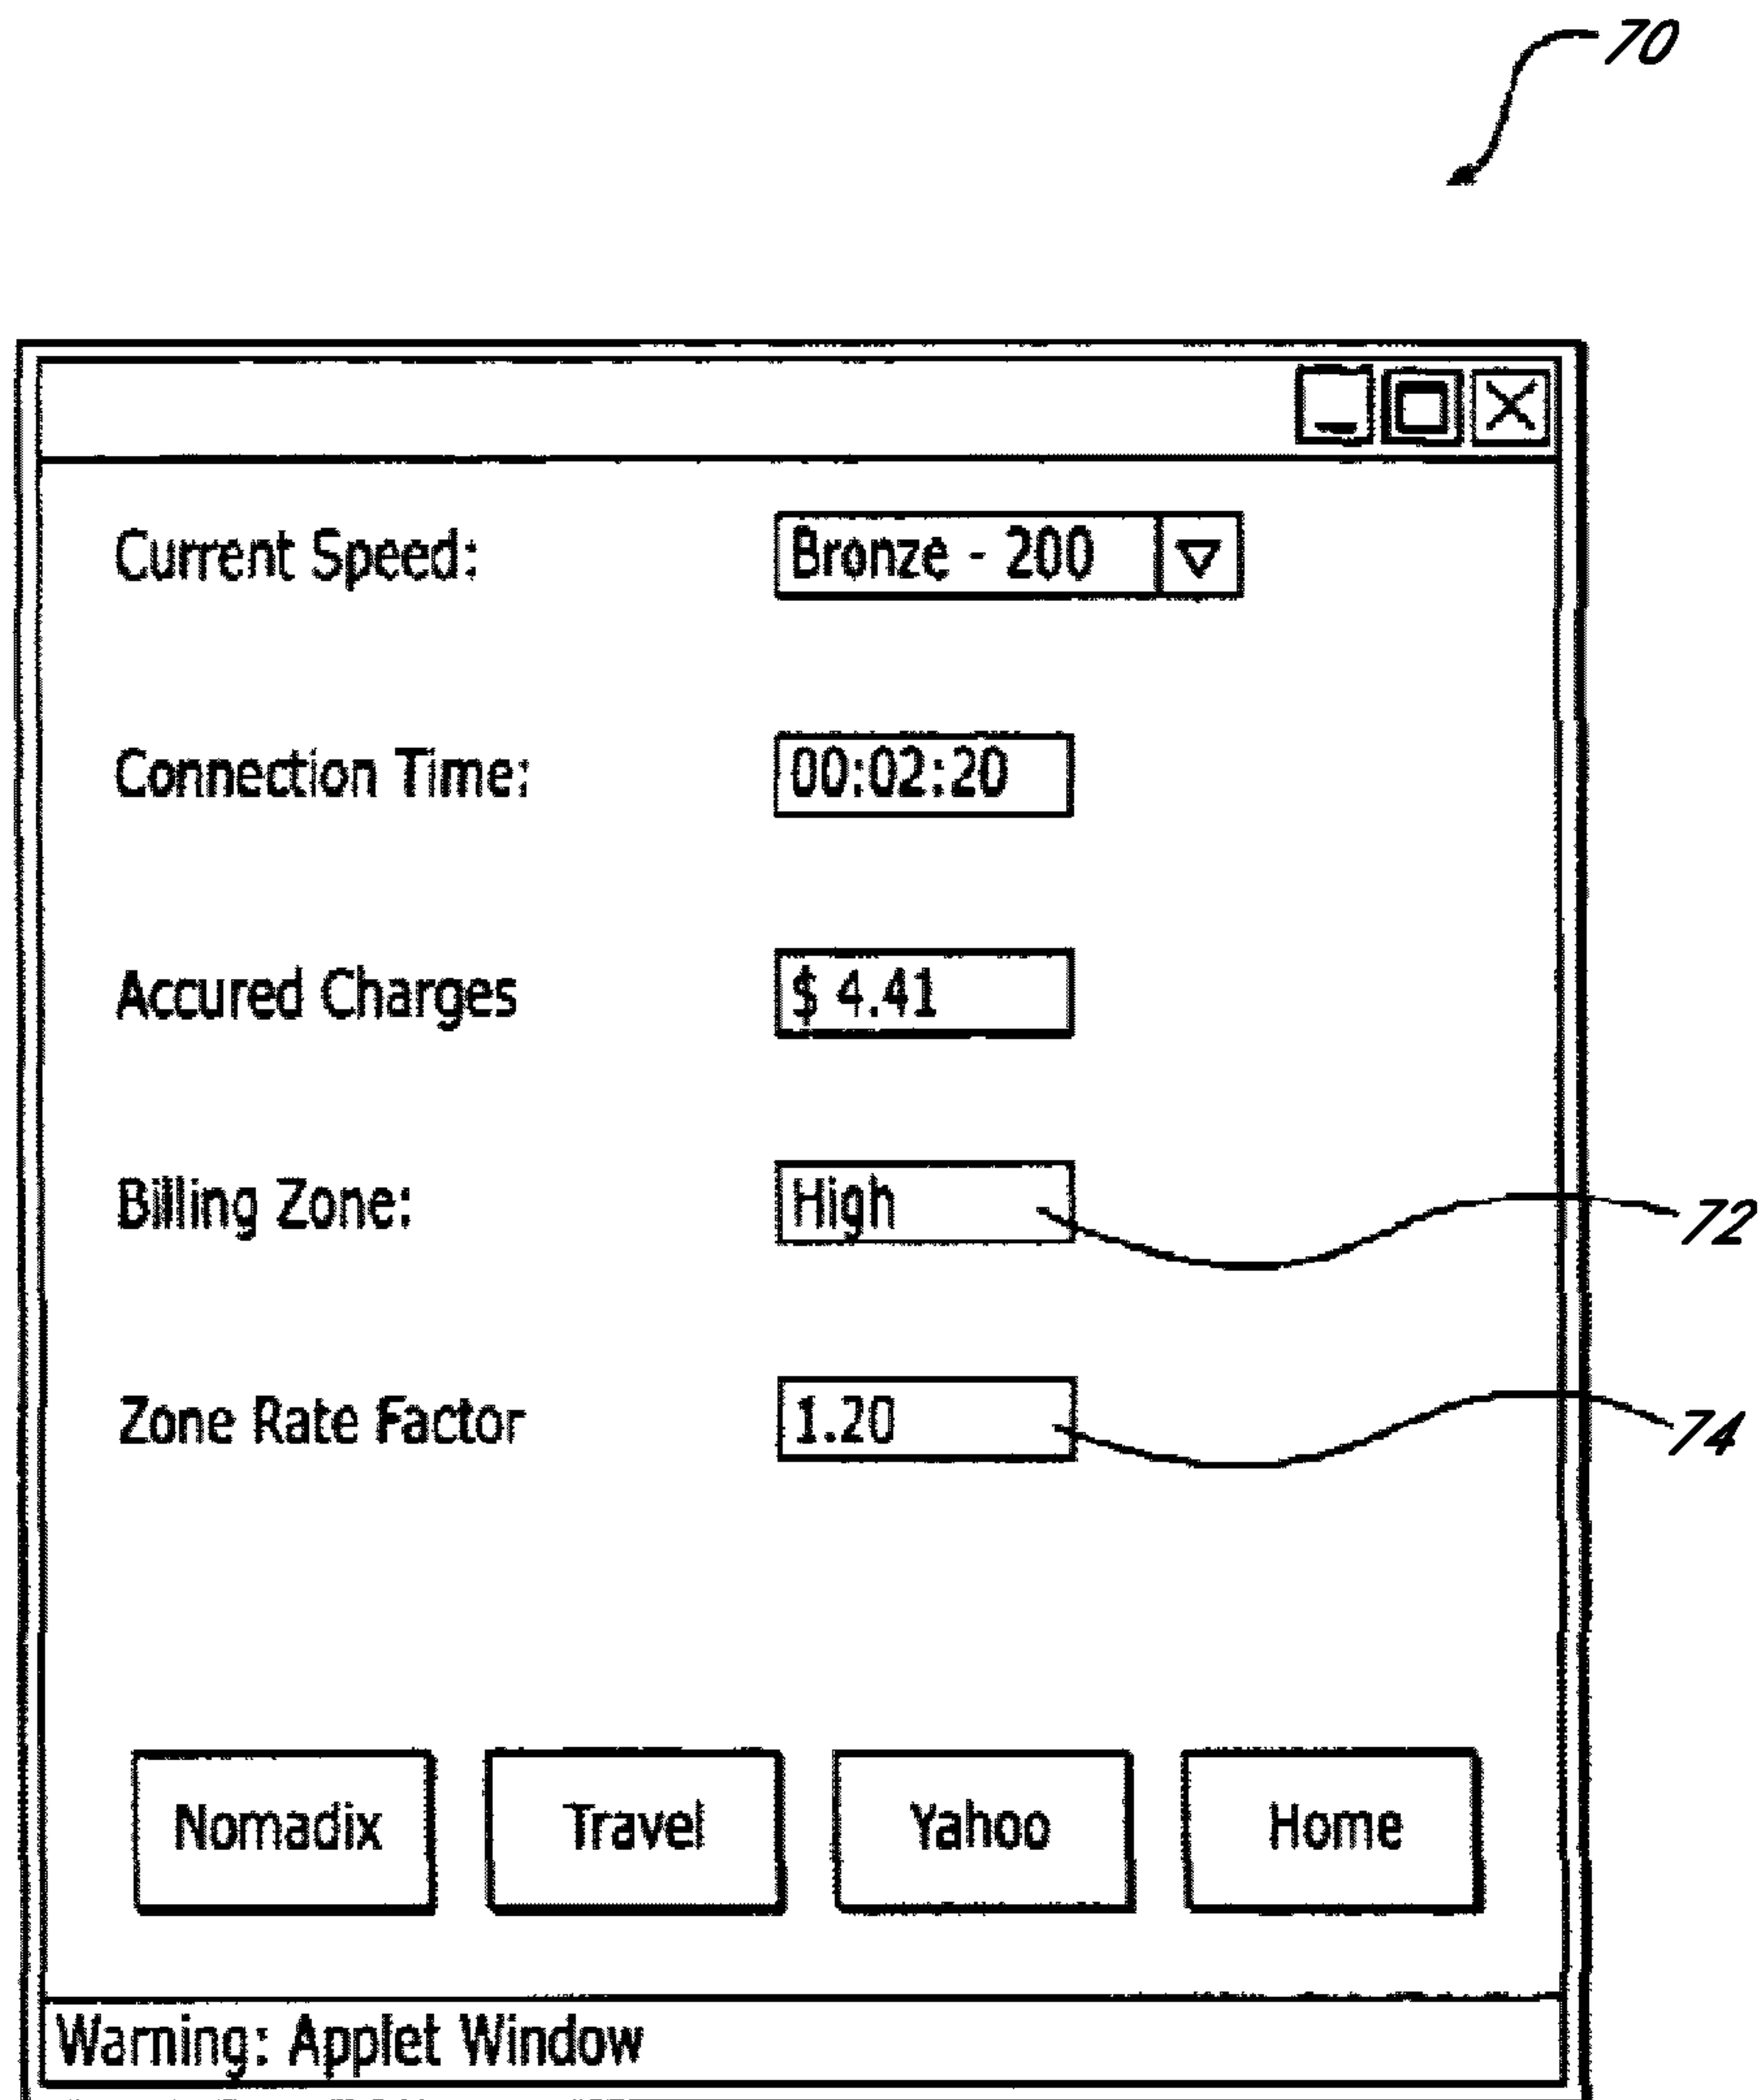 70
Current Speed: Bronze - 200
Connection Time: 00:02:20
Accured Charges $ 4.41
Billing Zone: High 72
Zone Rate Factor 1.20 74
Nomadix Travel Yahoo Home
Warning: Applet Window